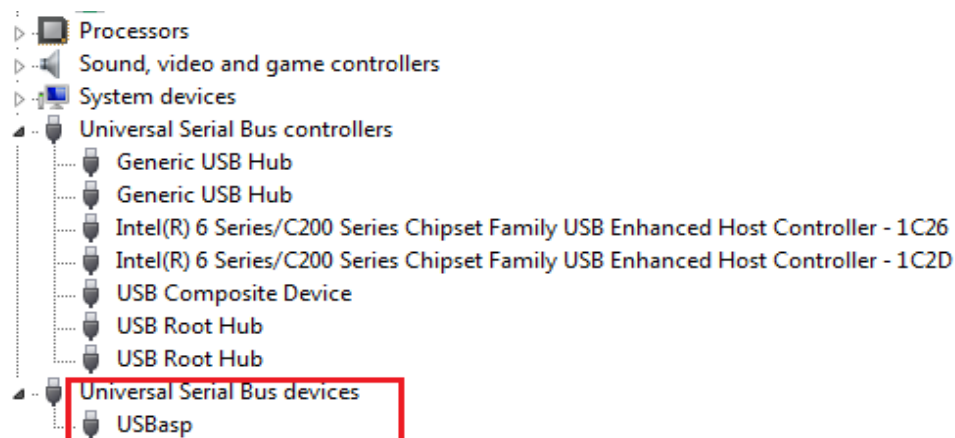 Processors
Sound, video and game controllers
System devices
Universal Serial Bus controllers
Generic USB Hub
Generic USB Hub
Intel(R) 6 Series/C200 Series Chipset Family USB Enhanced Host Controller - 1C26
Intel(R) 6 Series/C200 Series Chipset Family USB Enhanced Host Controller - 1C2D
USB Composite Device
USB Root Hub
USB Root Hub
Universal Serial Bus devices
USBasp